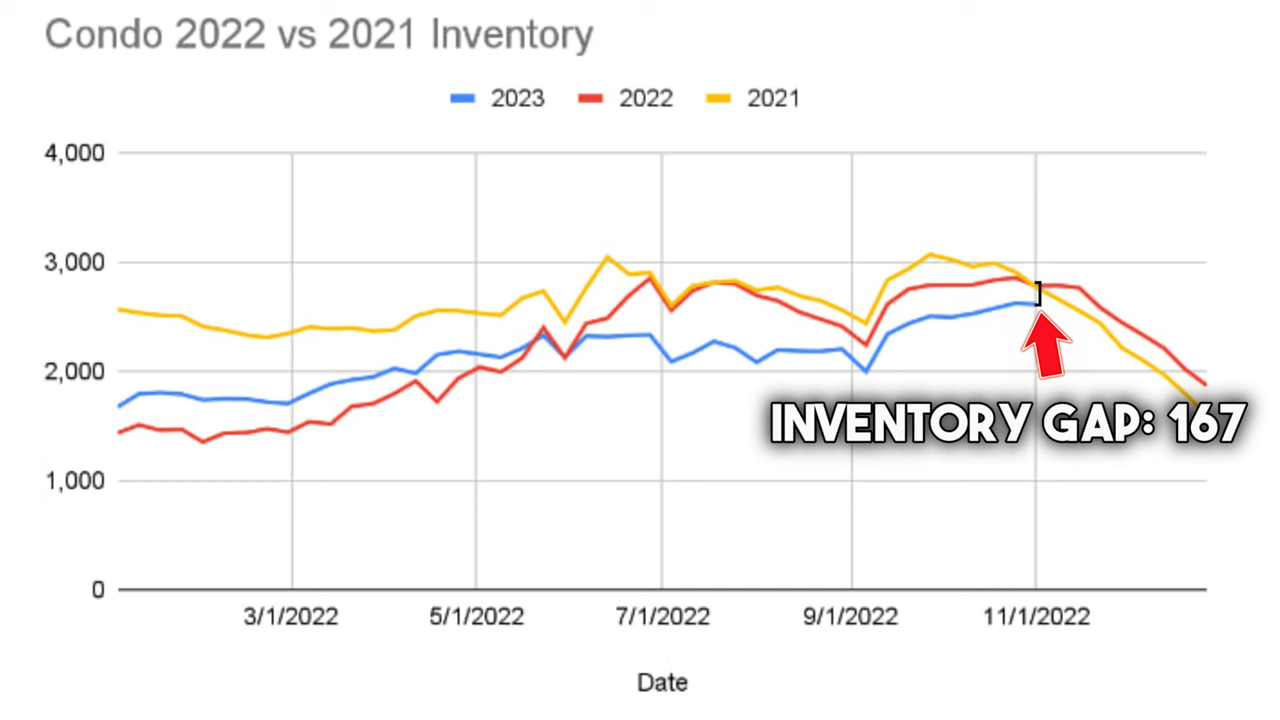 Condo 2022 vs 2021 Inventory
2023 2022 2021
4,000
3,000
2,000
1,000
0
INVENTORY GAP: 167
3/1/2022 5/1/2022 7/1/2022 9/1/2022 11/1/2022
Date